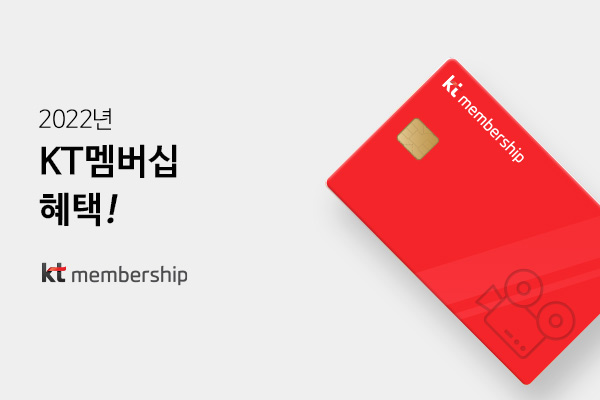 2022년
KT멤버십
혜택!
kt membership
kt membership